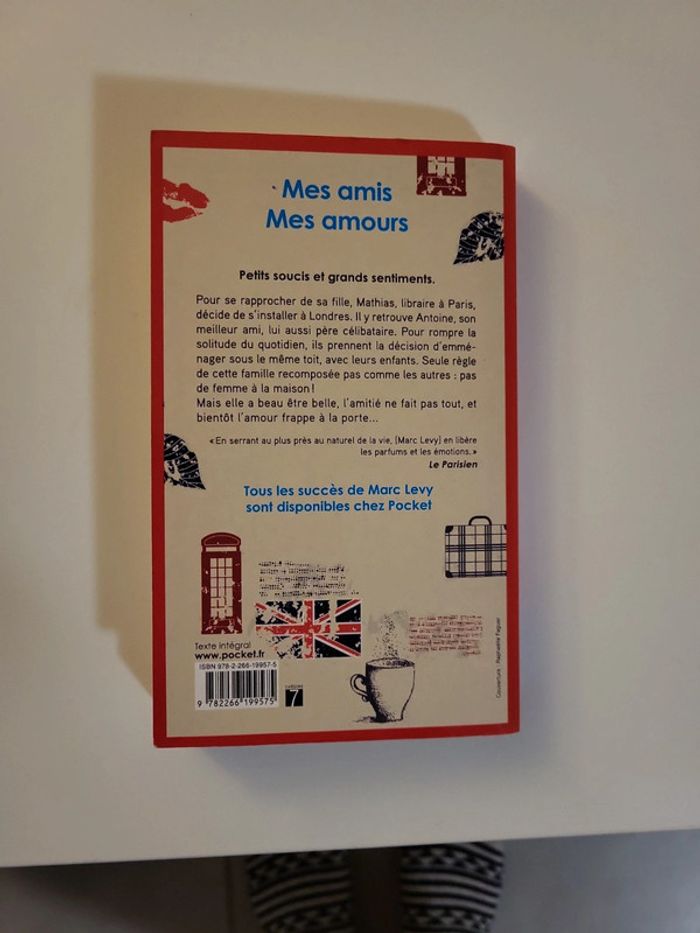 Mes amis
Mes amours
Petits soucis et grands sentiments.
Pour se rapprocher de sa fille, Mathias, libraire à Paris,
décide de s'installer à Londres. Il y retrouve Antoine, son
meilleur ami, lui aussi père célibataire. Pour rompre la
solitude du quotidien, ils prennent la décision d'emmé-
nager sous le même toit, avec leurs enfants. Seule règle
de cette famille recomposée pas comme les autres : pas
de femme à la maison !
Mais elle a beau être belle, l'amitié ne fait pas tout, et
bientôt l'amour frappe à la porte...
« En serrant au plus près au naturel de la vie, [Marc Levy] en libère
les parfums et les émotions. »
Le Parisien
Tous les succès de Marc Levy
sont disponibles chez Pocket
Texte intégral
www.pocket.fr
ISBN 978-2-266-19957-5
9 782266 199575
7
Couverture : Raphaëlle Faguer